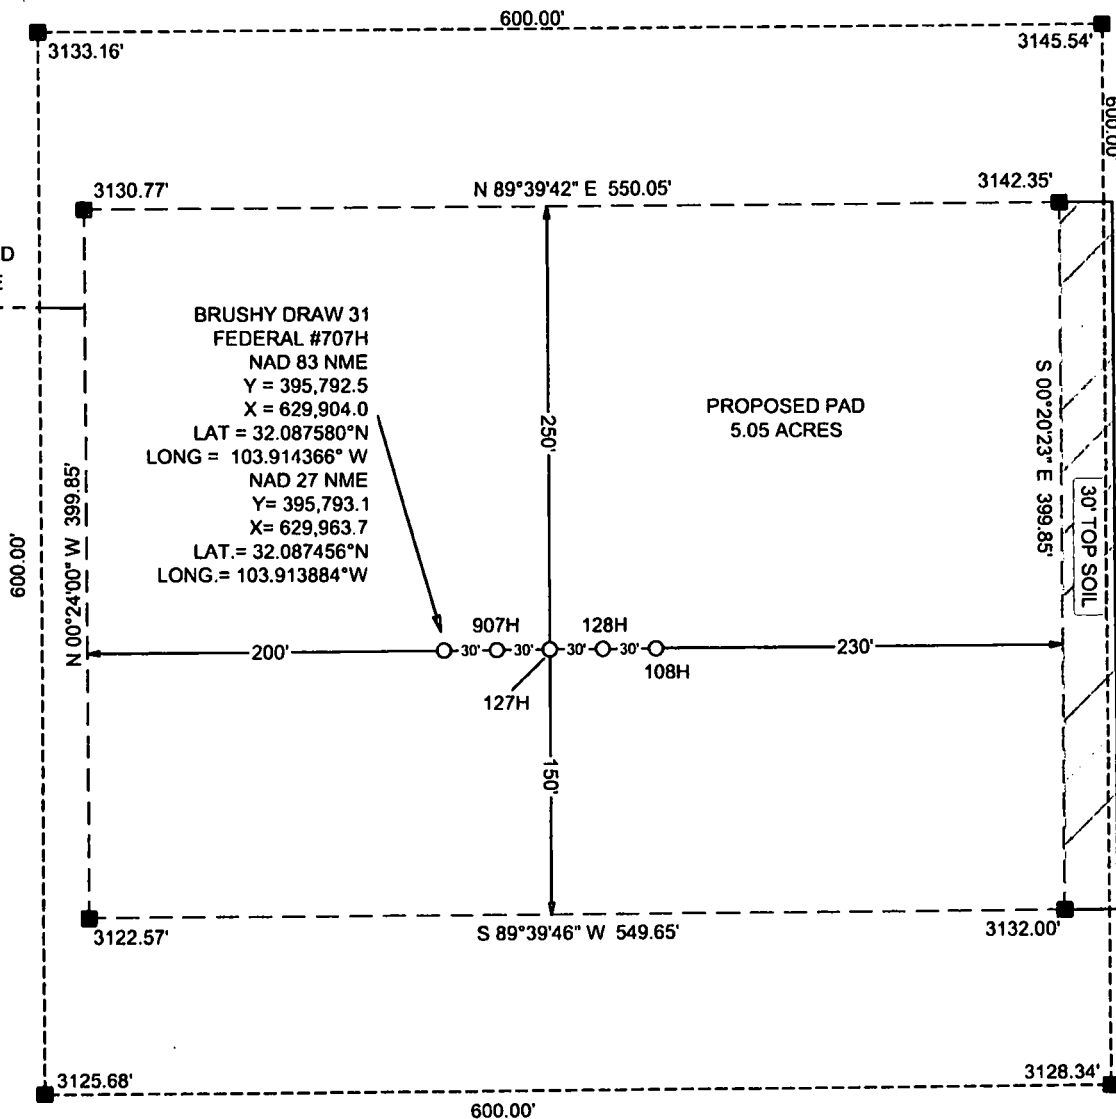 600.00'
3133.16'
3145.54'
600.00'
3130.77'
N 89°39'42" E 550.05'
3142.35'
D
BRUSHY DRAW 31
FEDERAL #707H
NAD 83 NME
Y = 395,792.5
X = 629,904.0
LAT = 32.087580°N
LONG = 103.914366° W
NAD 27 NME
Y= 395,793.1
X= 629,963.7
LAT.= 32.087456°N
LONG.= 103.913884°W
PROPOSED PAD
5.05 ACRES
250'
S 00°20'23" E 399.85'
30' TOP SOIL
600.00'
N 00°24'00" W 399.85'
907H
128H
200'
30'
30'
30'
30'
230'
127H
108H
150'
3122.57'
S 89°39'46" W 549.65'
3132.00'
3125.68'
3128.34'
600.00'